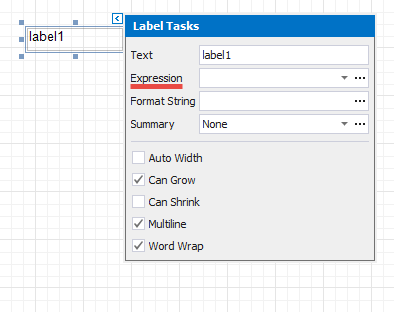 label1
Label Tasks
Text label1
Expression
Format String
Summary None
Auto Width
Can Grow
Can Shrink
Multiline
Word Wrap